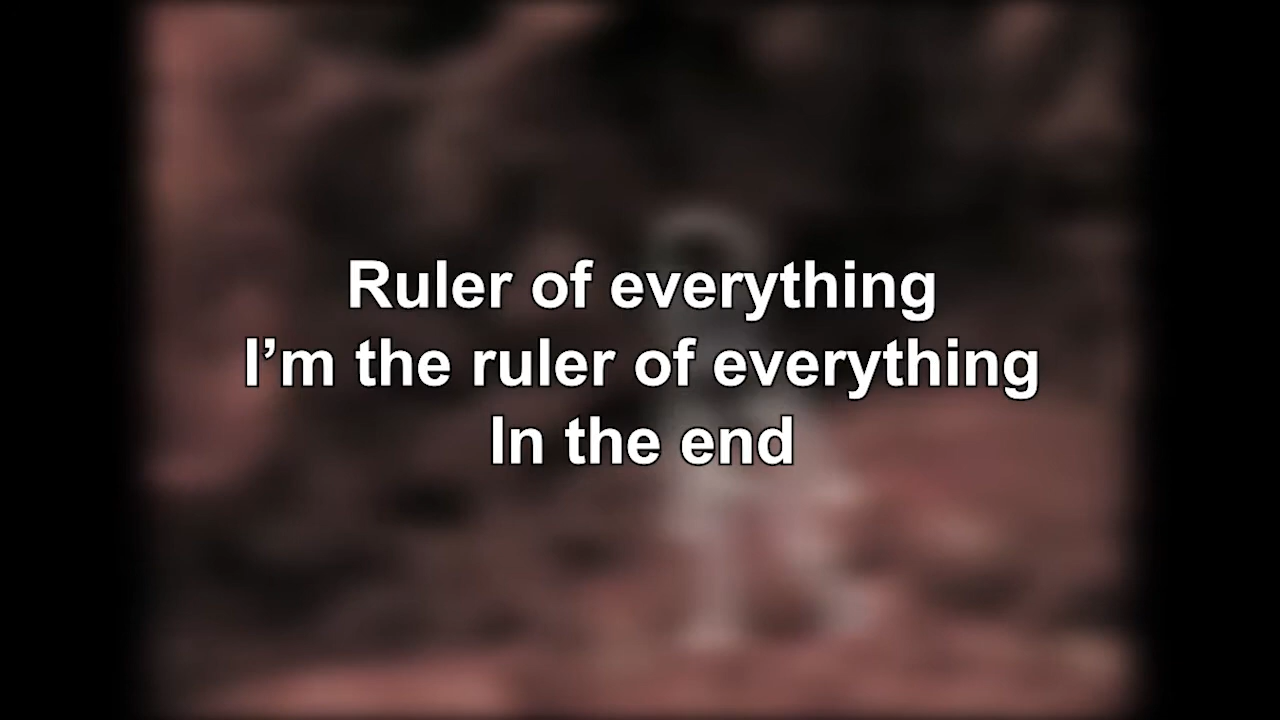 Ruler of everything
I’m the ruler of everything
In the end